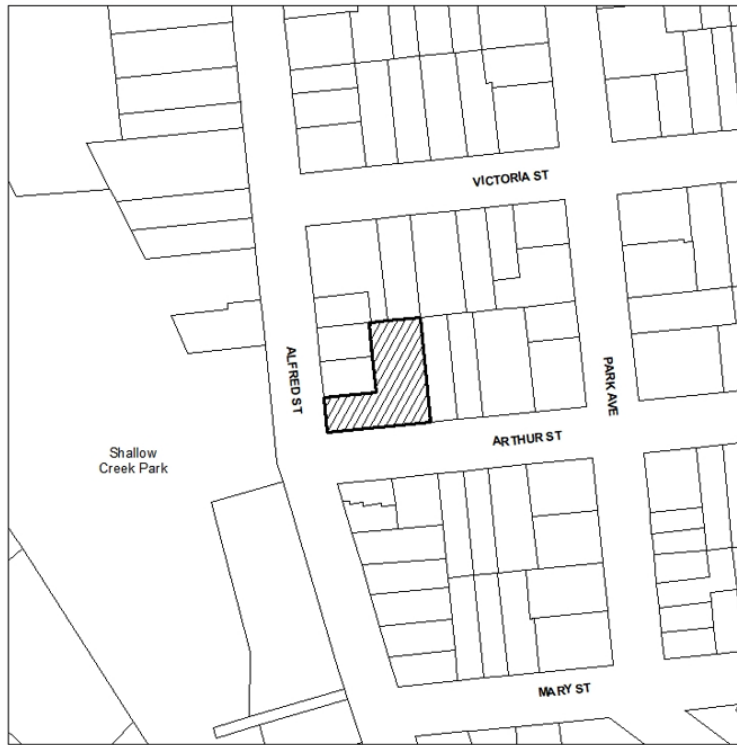 VICTORIA ST
ALFRED ST
PARK AVE
ARTHUR ST
Shallow
Creek Park
MARY ST